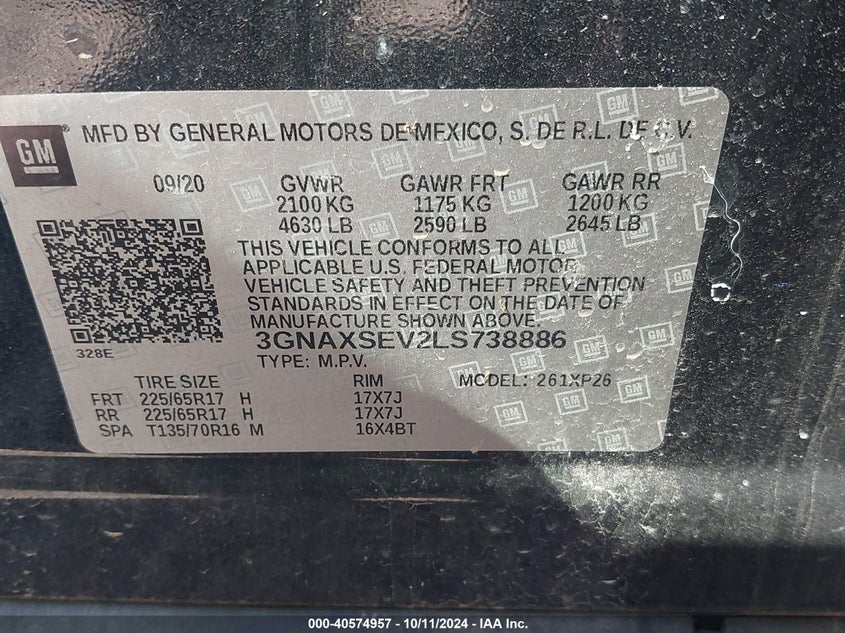 GM
MFD BY GENERAL MOTORS DE MEXICO, S. DE R.L. DE C.V.
09/20 GVWR GAWR FRT GAWR RR
2100 KG 1175 KG 1200 KG
4630 LB 2590 LB 2645 LB
THIS VEHICLE CONFORMS TO ALL
APPLICABLE U.S. FEDERAL MOTOR
VEHICLE SAFETY AND THEFT PREVENTION
STANDARDS IN EFFECT ON THE DATE OF
MANUFACTURE SHOWN ABOVE.
328E
3GNAXSEV2LS738886
TYPE: M.P.V.
TIRE SIZE RIM MODEL: 261XP26
FRT 225/65R17 H 17X7J
RR 225/65R17 H 17X7J
SPA T135/70R16 M 16X4BT
000-40574957 - 10/11/2024 - IAA Inc.